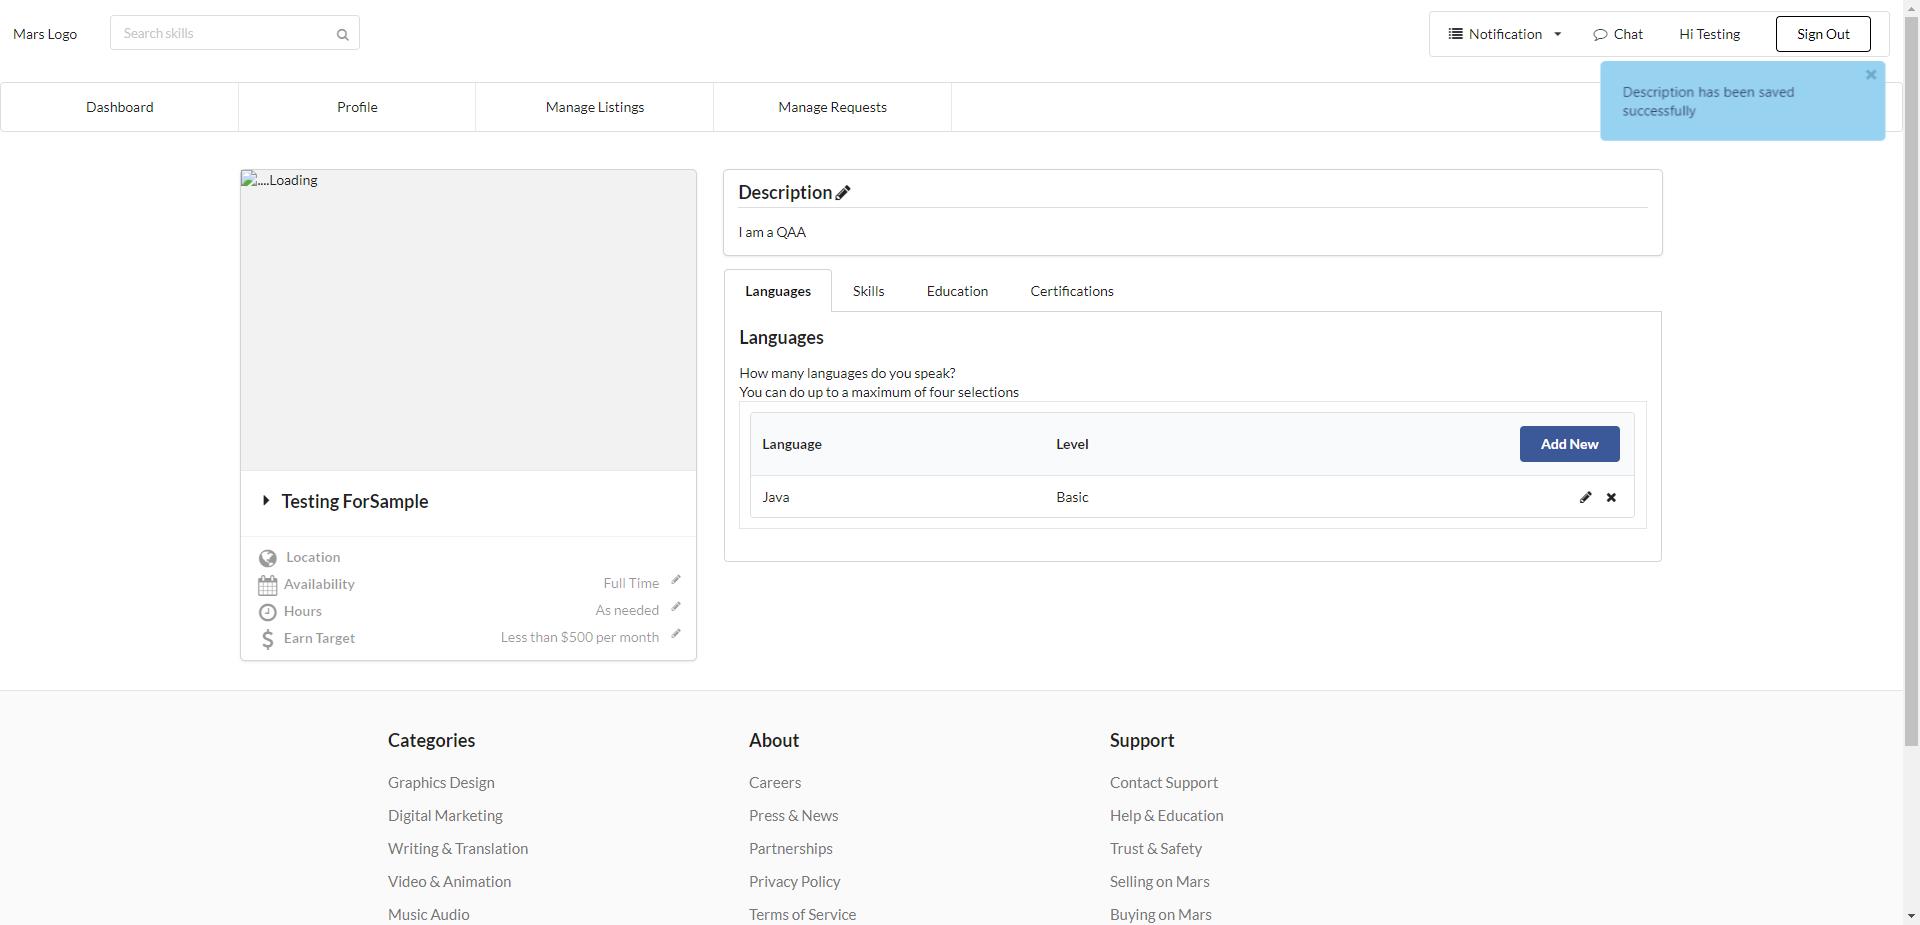 Mars Logo
Search skills
Notification
Chat
Hi Testing
Sign Out
Description has been saved
successfully
Dashboard
Profile
Manage Listings
Manage Requests
....Loading
Testing ForSample
Location
Availability
Full Time
Hours
As needed
Earn Target
Less than $500 per month
Description
I am a QAA
Languages
Skills
Education
Certifications
Languages
How many languages do you speak?
You can do up to a maximum of four selections
Language
Level
Add New
Java
Basic
Categories
Graphics Design
Digital Marketing
Writing & Translation
Video & Animation
Music Audio
About
Careers
Press & News
Partnerships
Privacy Policy
Terms of Service
Support
Contact Support
Help & Education
Trust & Safety
Selling on Mars
Buying on Mars